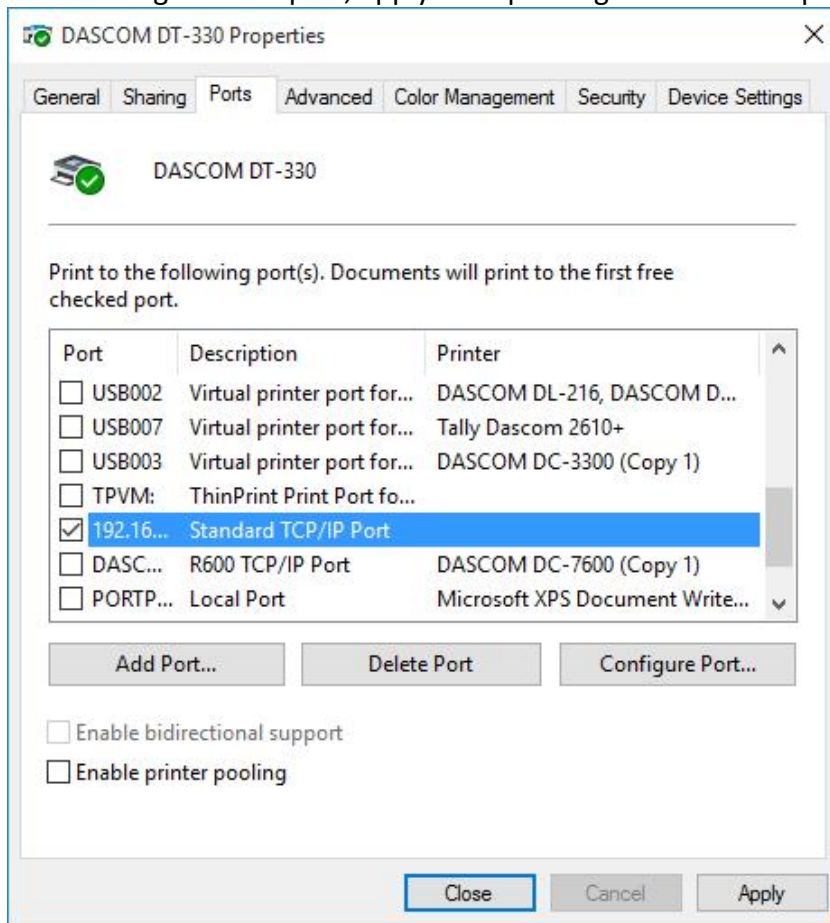 DASCOM DT-330 Properties
General Sharing Ports Advanced Color Management Security Device Settings
DASCOM DT-330
Print to the following port(s). Documents will print to the first free
checked port.
Port Description Printer
USB002 Virtual printer port for... DASCOM DL-216, DASCOM D...
USB007 Virtual printer port for... Tally Dascom 2610+
USB003 Virtual printer port for... DASCOM DC-3300 (Copy 1)
TPVM: ThinPrint Print Port fo...
192.16... Standard TCP/IP Port
DASC... R600 TCP/IP Port DASCOM DC-7600 (Copy 1)
PORTP... Local Port Microsoft XPS Document Write...
Add Port... Delete Port Configure Port...
Enable bidirectional support
Enable printer pooling
Close Cancel Apply